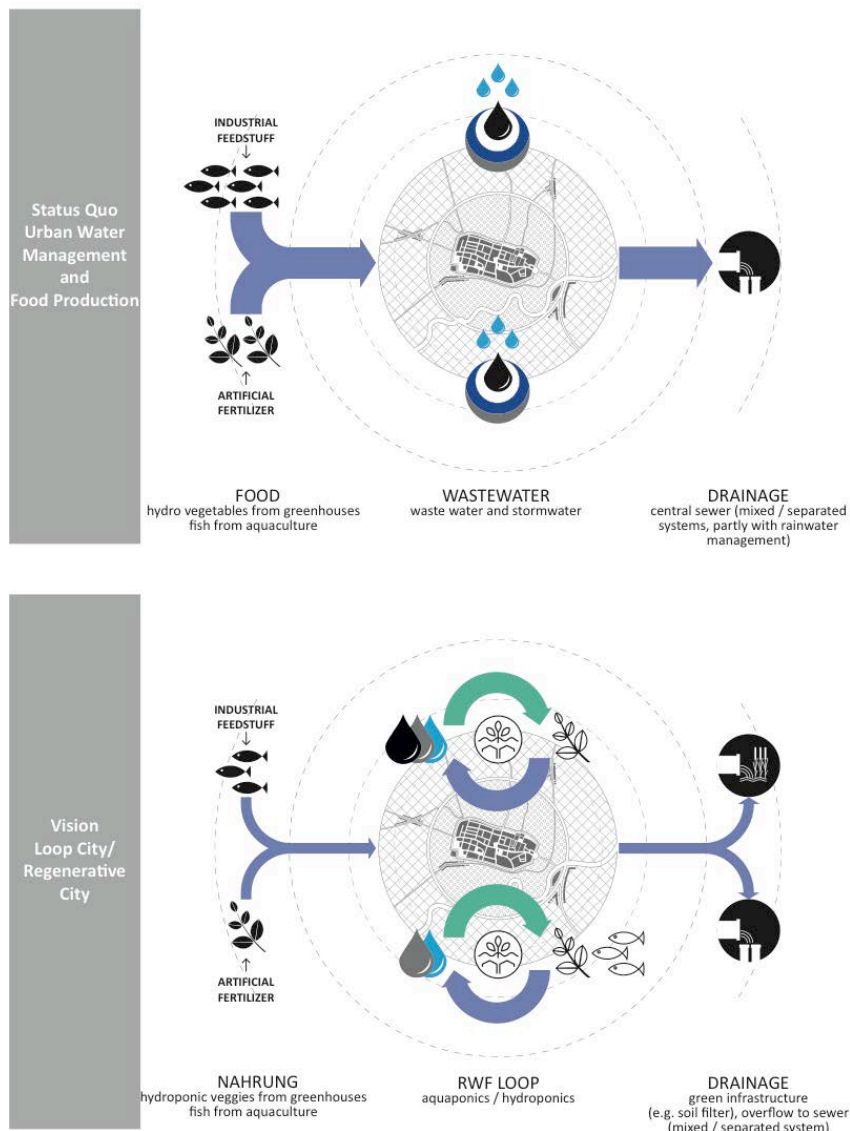 Status Quo
Urban Water
Management
and
Food Production
INDUSTRIAL
FEEDSTUFF
ARTIFICIAL
FERTILIZER
FOOD
hydro vegetables from greenhouses
fish from aquaculture
WASTEWATER
waste water and stormwater
DRAINAGE
central sewer (mixed / separated
systems, partly with rainwater
management)
Vision
Loop City/
Regenerative
City
INDUSTRIAL
FEEDSTUFF
ARTIFICIAL
FERTILIZER
NAHRUNG
hydroponic veggies from greenhouses
fish from aquaculture
RWF LOOP
aquaponics / hydroponics
DRAINAGE
green infrastructure
(e.g. soil filter), overflow to sewer
(mixed / separated system)